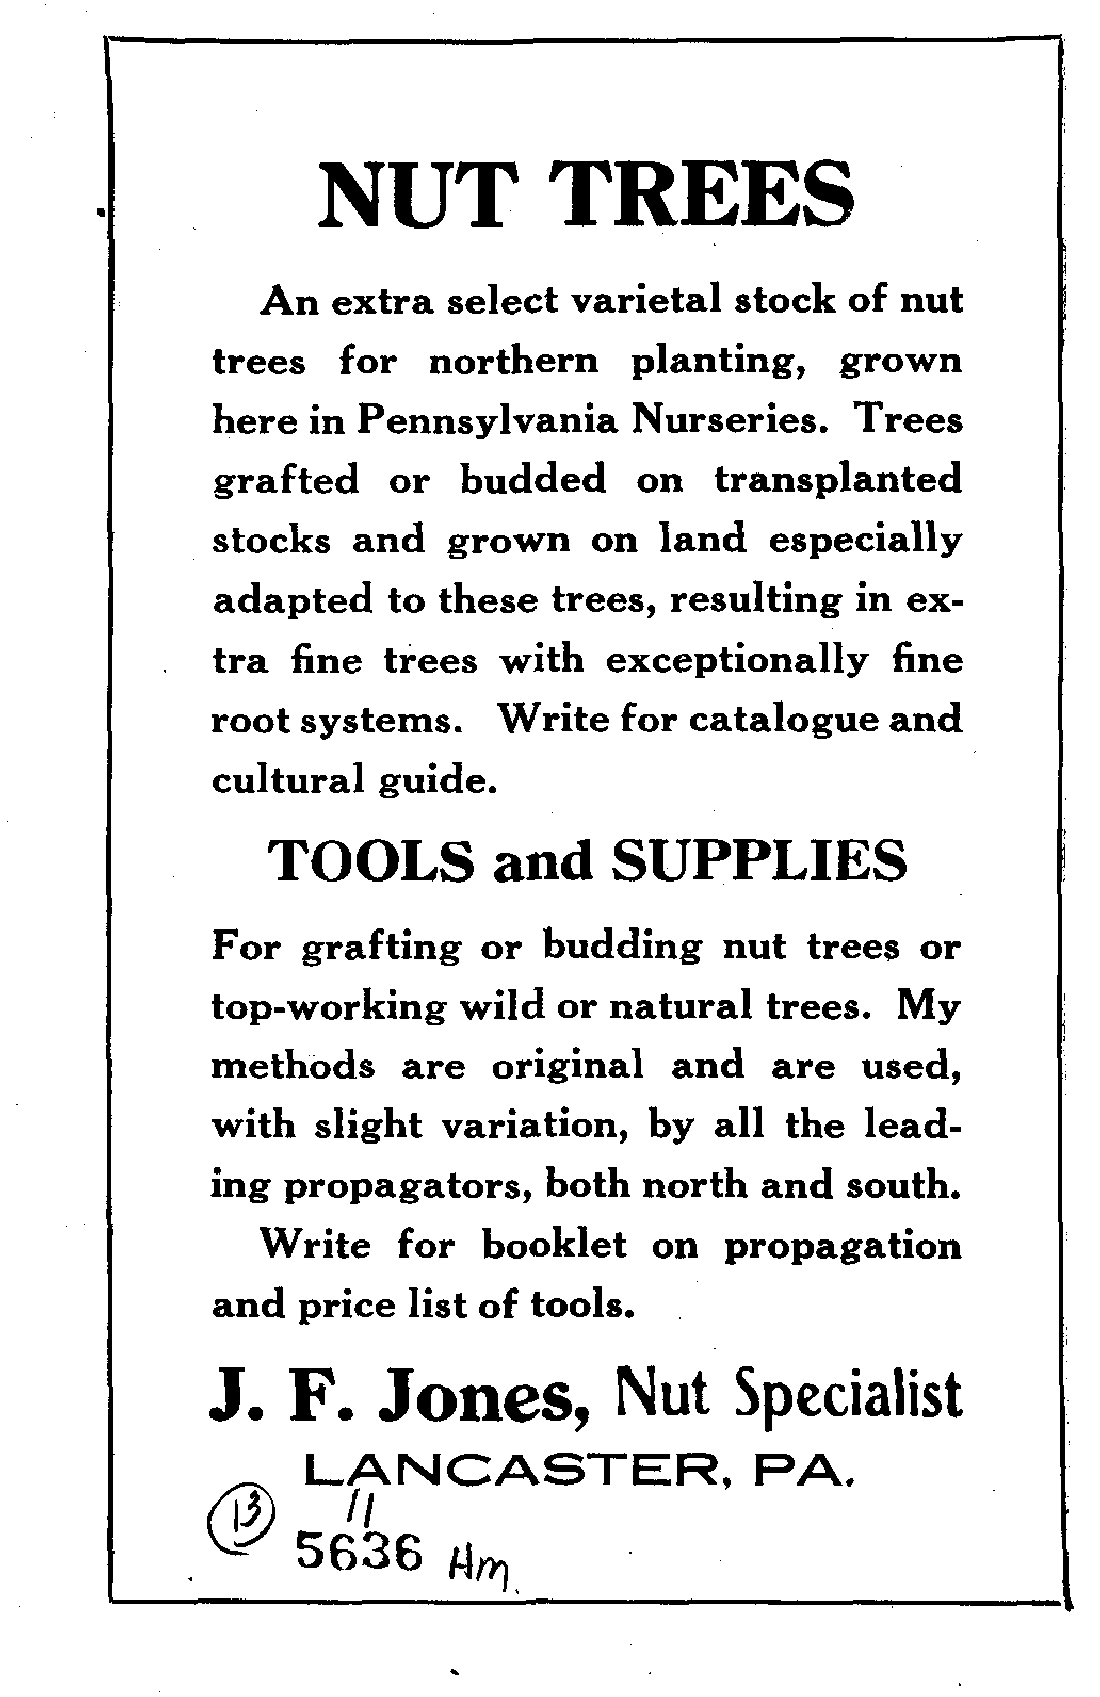 NUT TREES
An extra select varietal stock of nut
trees for northern planting, grown
here in Pennsylvania Nurseries. Trees
grafted or budded on transplanted
stocks and grown on land especially
adapted to these trees, resulting in ex-
tra fine trees with exceptionally fine
root systems. Write for catalogue and
cultural guide.
TOOLS and SUPPLIES
For grafting or budding nut trees or
top-working wild or natural trees. My
methods are original and are used,
with slight variation, by all the lead-
ing propagators, both north and south.
Write for booklet on propagation
and price list of tools.
J. F. Jones, Nut Specialist
LANCASTER, PA.
13 11
5636 Hm